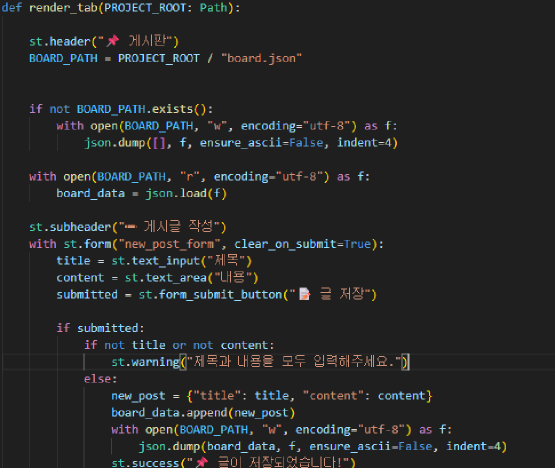 def render_tab(PROJECT_ROOT: Path):
st.header("📌 게시판")
BOARD_PATH = PROJECT_ROOT / "board.json"
if not BOARD_PATH.exists():
with open(BOARD_PATH, "w", encoding="utf-8") as f:
json.dump([], f, ensure_ascii=False, indent=4)
with open(BOARD_PATH, "r", encoding="utf-8") as f:
board_data = json.load(f)
st.subheader("✏️ 게시글 작성")
with st.form("new_post_form", clear_on_submit=True):
title = st.text_input("제목")
content = st.text_area("내용")
submitted = st.form_submit_button("📝 글 저장")
if submitted:
if not title or not content:
st.warning("제목과 내용을 모두 입력해주세요.")
else:
new_post = {"title": title, "content": content}
board_data.append(new_post)
with open(BOARD_PATH, "w", encoding="utf-8") as f:
json.dump(board_data, f, ensure_ascii=False, indent=4)
st.success("📌 글이 저장되었습니다!")